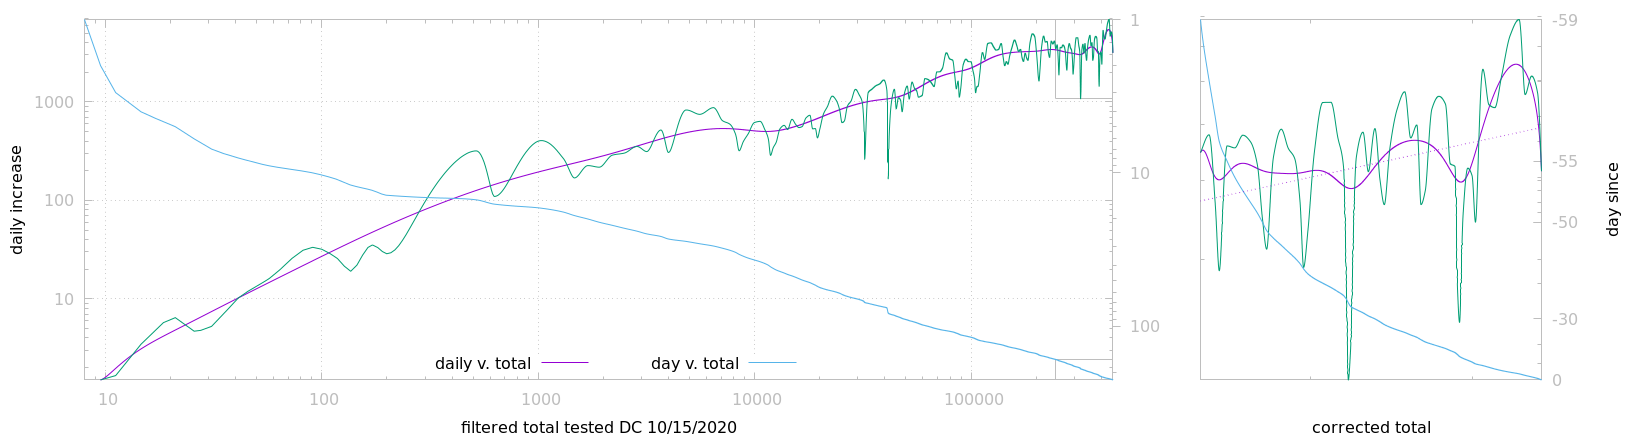 daily increase
1000
100
10
10
100
1000
10000
100000
1
10
100
daily v. total
day v. total
filtered total tested DC 10/15/2020
-59
-55
-50
-30
0
day since
corrected total